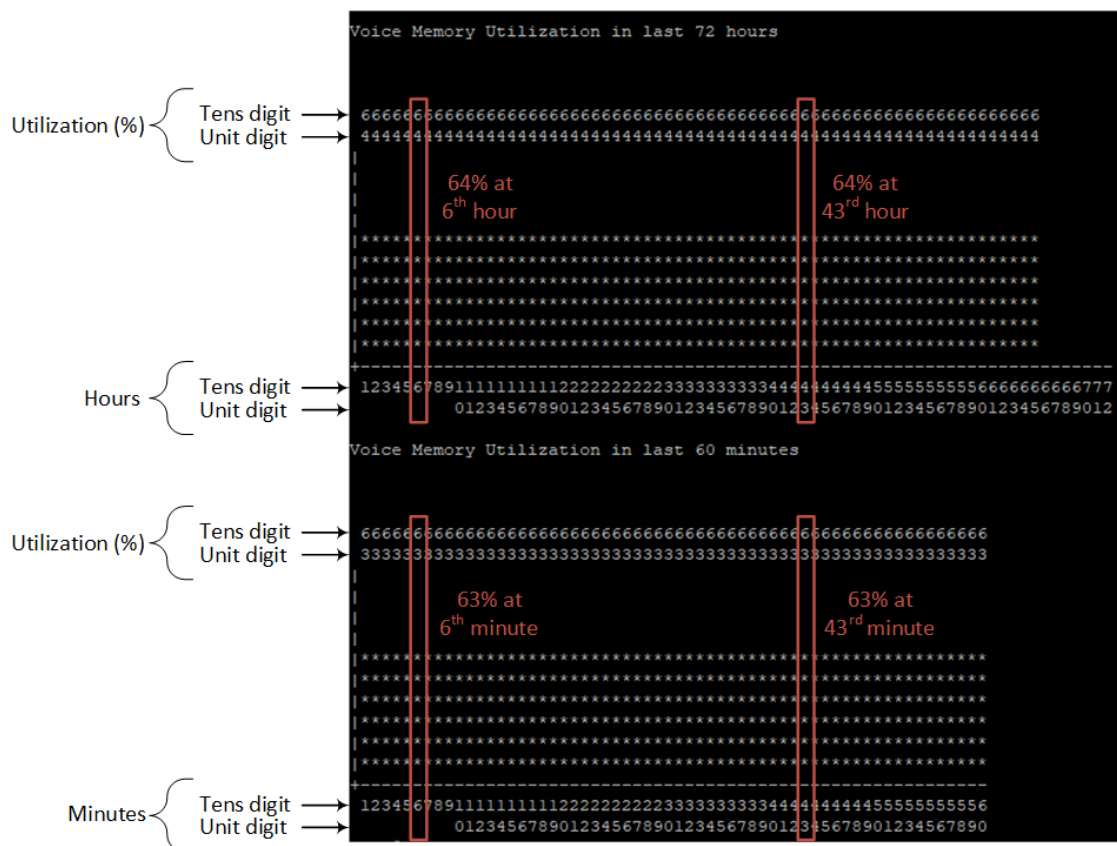 Voice Memory Utilization in last 72 hours
Utilization (%)
Tens digit 66666666666666666666666666666666666666666666666666666666666666666
Unit digit 44444444444444444444444444444444444444444444444444444444444444444
|
|
|
|
64% at 64% at
6th hour 43rd hour
|*****************************************************************
|*****************************************************************
|*****************************************************************
|*****************************************************************
|*****************************************************************
|*****************************************************************
+------------------------------------------------------------------------
Hours
Tens digit 123456789111111111122222222223333333333444444444455555555556666666666777
Unit digit 012345678901234567890123456789012345678901234567890123456789012
Voice Memory Utilization in last 60 minutes
Utilization (%)
Tens digit 666666666666666666666666666666666666666666666666666666666666
Unit digit 333333333333333333333333333333333333333333333333333333333333
|
|
|
|
63% at 63% at
6th minute 43rd minute
|************************************************************
|************************************************************
|************************************************************
|************************************************************
|************************************************************
|************************************************************
+------------------------------------------------------------
Minutes
Tens digit 123456789111111111122222222223333333333444444444455555555556
Unit digit 012345678901234567890123456789012345678901234567890